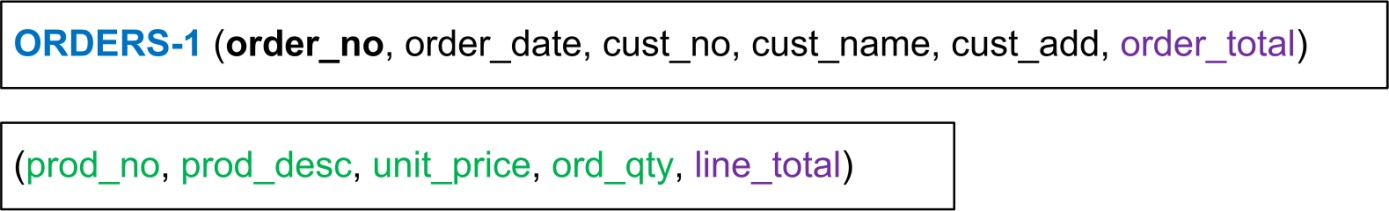 ORDERS-1 (order_no, order_date, cust_no, cust_name, cust_add, order_total)
(prod_no, prod_desc, unit_price, ord_qty, line_total)